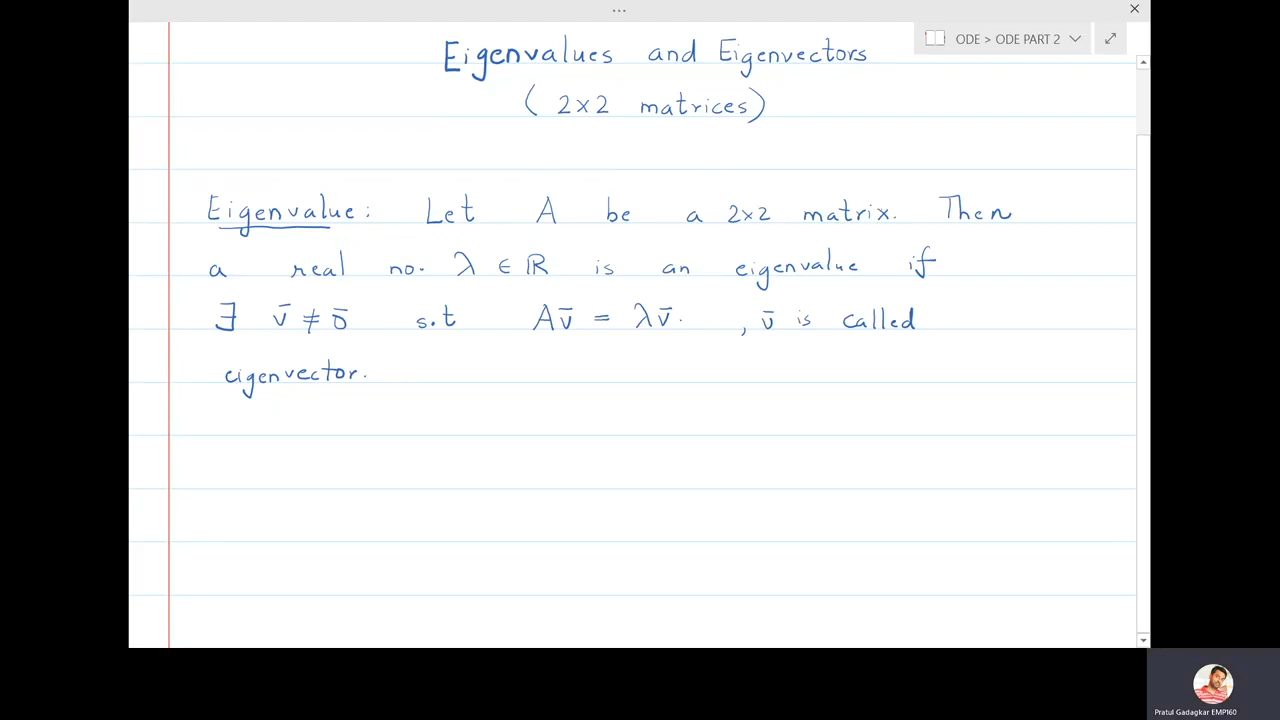 ...
ODE > ODE PART 2
Eigenvalues and Eigenvectors
( 2×2 matrices)
Eigenvalue: Let A be a 2×2 matrix. Then
a real no. λ ∈ ℝ is an eigenvalue if
∃ v̄ ≠ 0̄ s.t Av̄ = λv̄. , v̄ is called
eigenvector.
Pratul Gadagkar EMP160